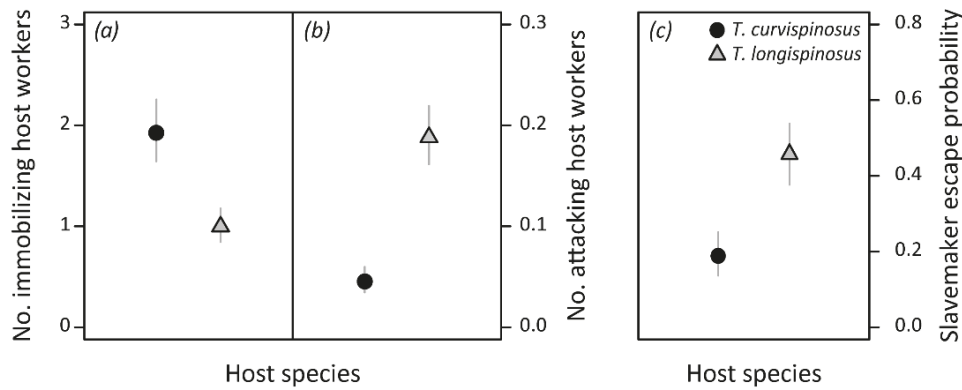 No. immobilizing host workers
3
2
1
0
(a)
(b)
0.3
0.2
0.1
0.0
No. attacking host workers
Host species
(c)
T. curvispinosus
T. longispinosus
0.8
0.6
0.4
0.2
0.0
Slavemaker escape probability
Host species